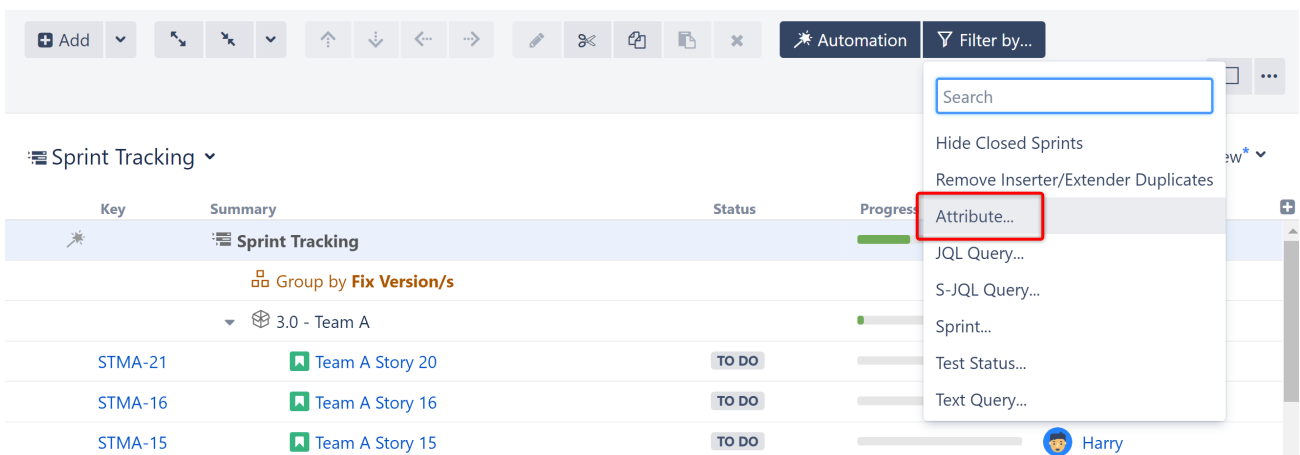 Add
Automation
Filter by...
Search
Hide Closed Sprints
Remove Inserter/Extender Duplicates
Attribute...
JQL Query...
S-JQL Query...
Sprint...
Test Status...
Text Query...
Sprint Tracking
Key Summary Status Progress
Sprint Tracking
Group by Fix Version/s
3.0 - Team A
STMA-21 Team A Story 20 TO DO
STMA-16 Team A Story 16 TO DO
STMA-15 Team A Story 15 TO DO Harry